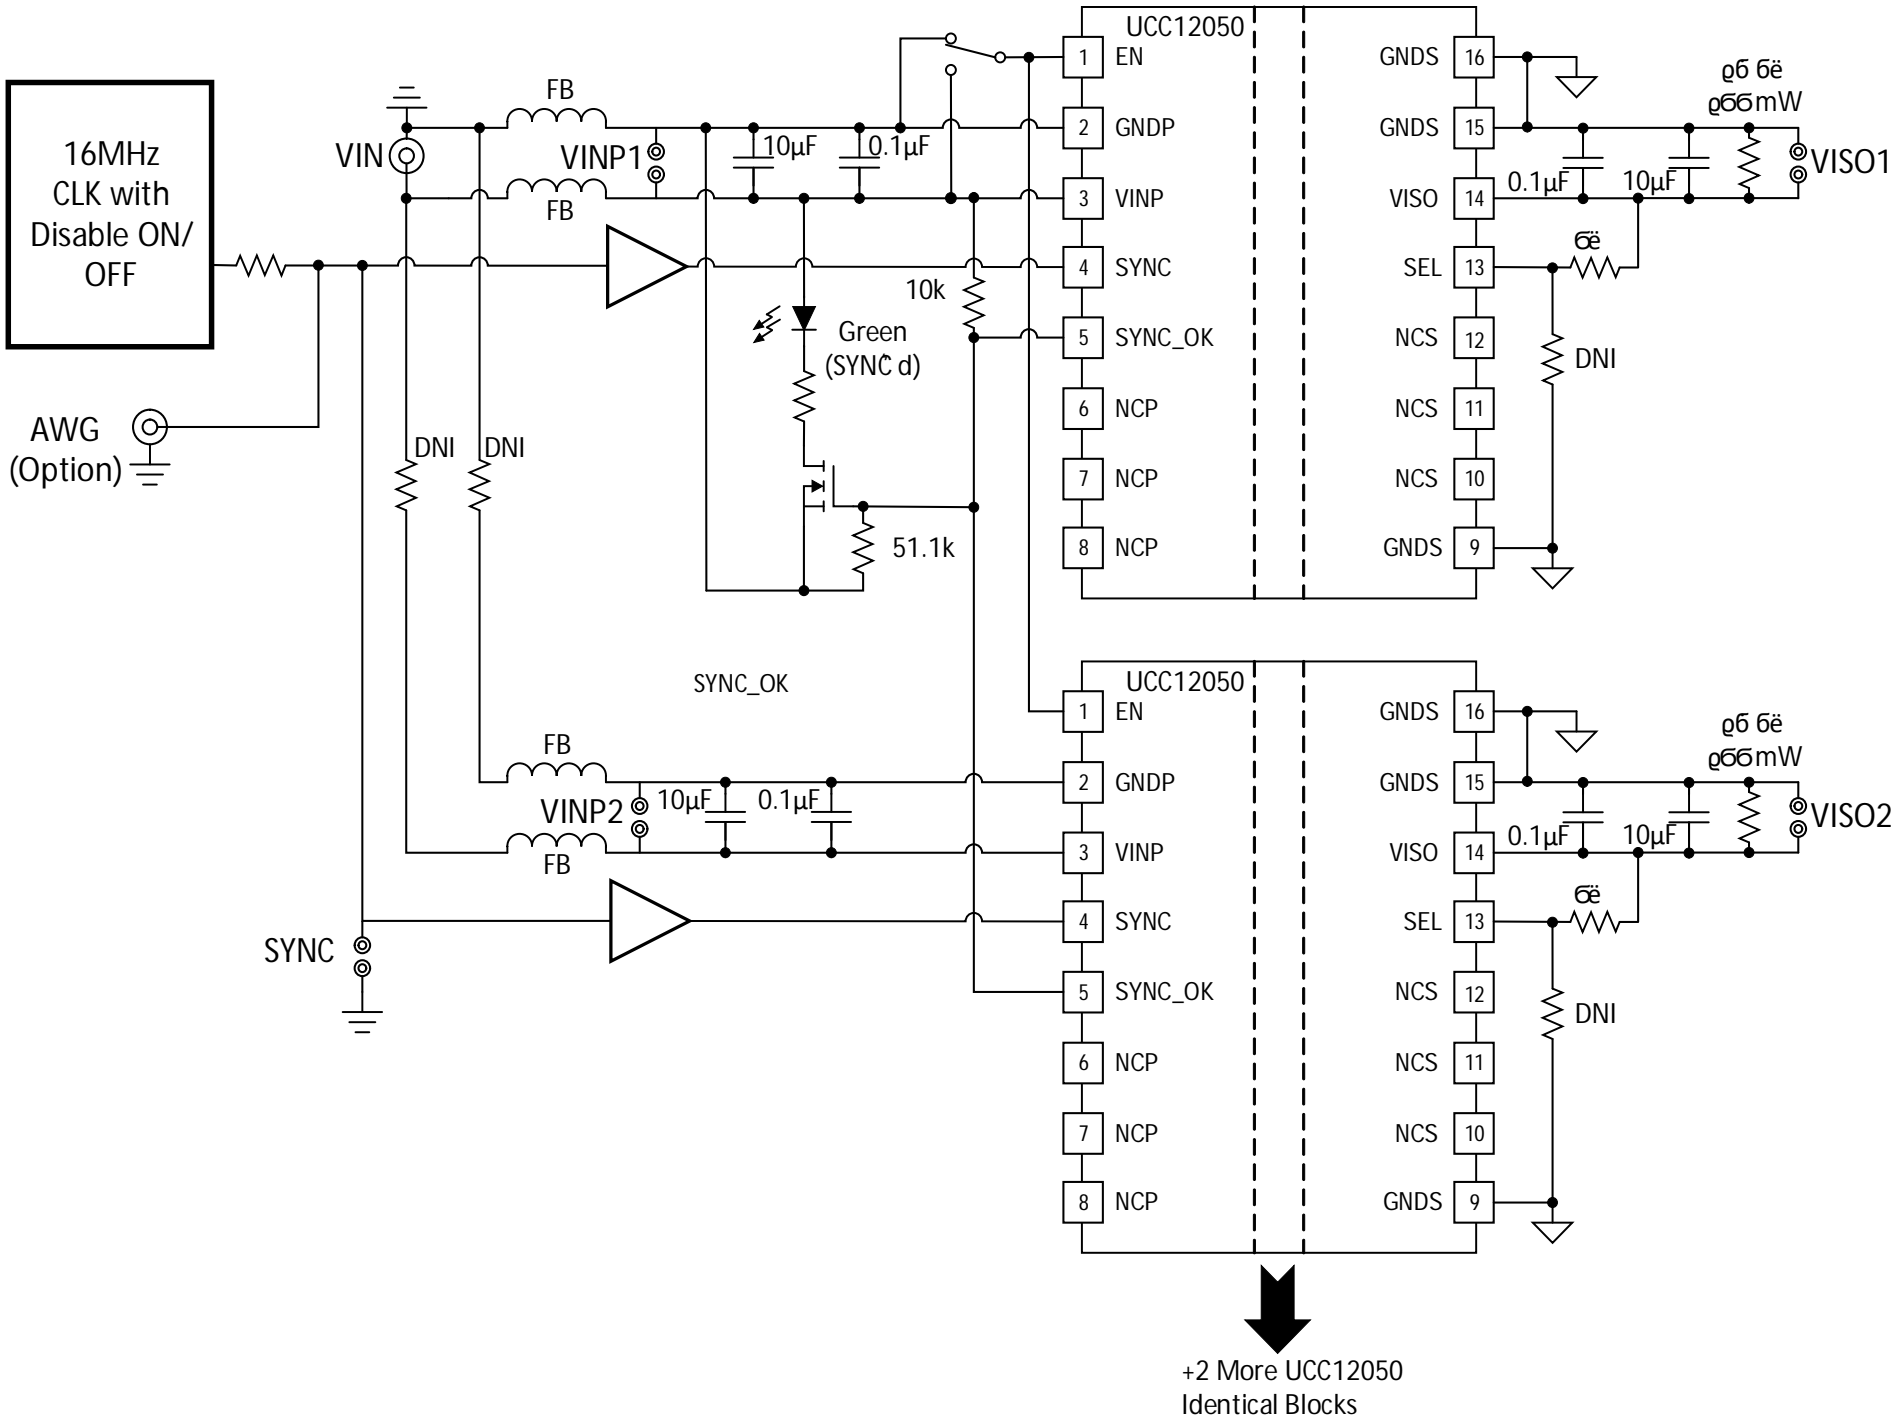 16MHz
CLK with
Disable ON/
OFF
AWG
(Option)
VIN
FB
FB
VINP1
10µF
0.1µF
10k
Green
(SYNC d)
51.1k
DNI
DNI
SYNC_OK
FB
FB
VINP2
10µF
0.1µF
SYNC
UCC12050
1 EN
2 GNDP
3 VINP
4 SYNC
5 SYNC_OK
6 NCP
7 NCP
8 NCP
GNDS 16
GNDS 15
VISO 14
SEL 13
NCS 12
NCS 11
NCS 10
GNDS 9
0.1µF
10µF
mW
VISO1
DNI
UCC12050
1 EN
2 GNDP
3 VINP
4 SYNC
5 SYNC_OK
6 NCP
7 NCP
8 NCP
GNDS 16
GNDS 15
VISO 14
SEL 13
NCS 12
NCS 11
NCS 10
GNDS 9
0.1µF
10µF
mW
VISO2
DNI
+2 More UCC12050
Identical Blocks